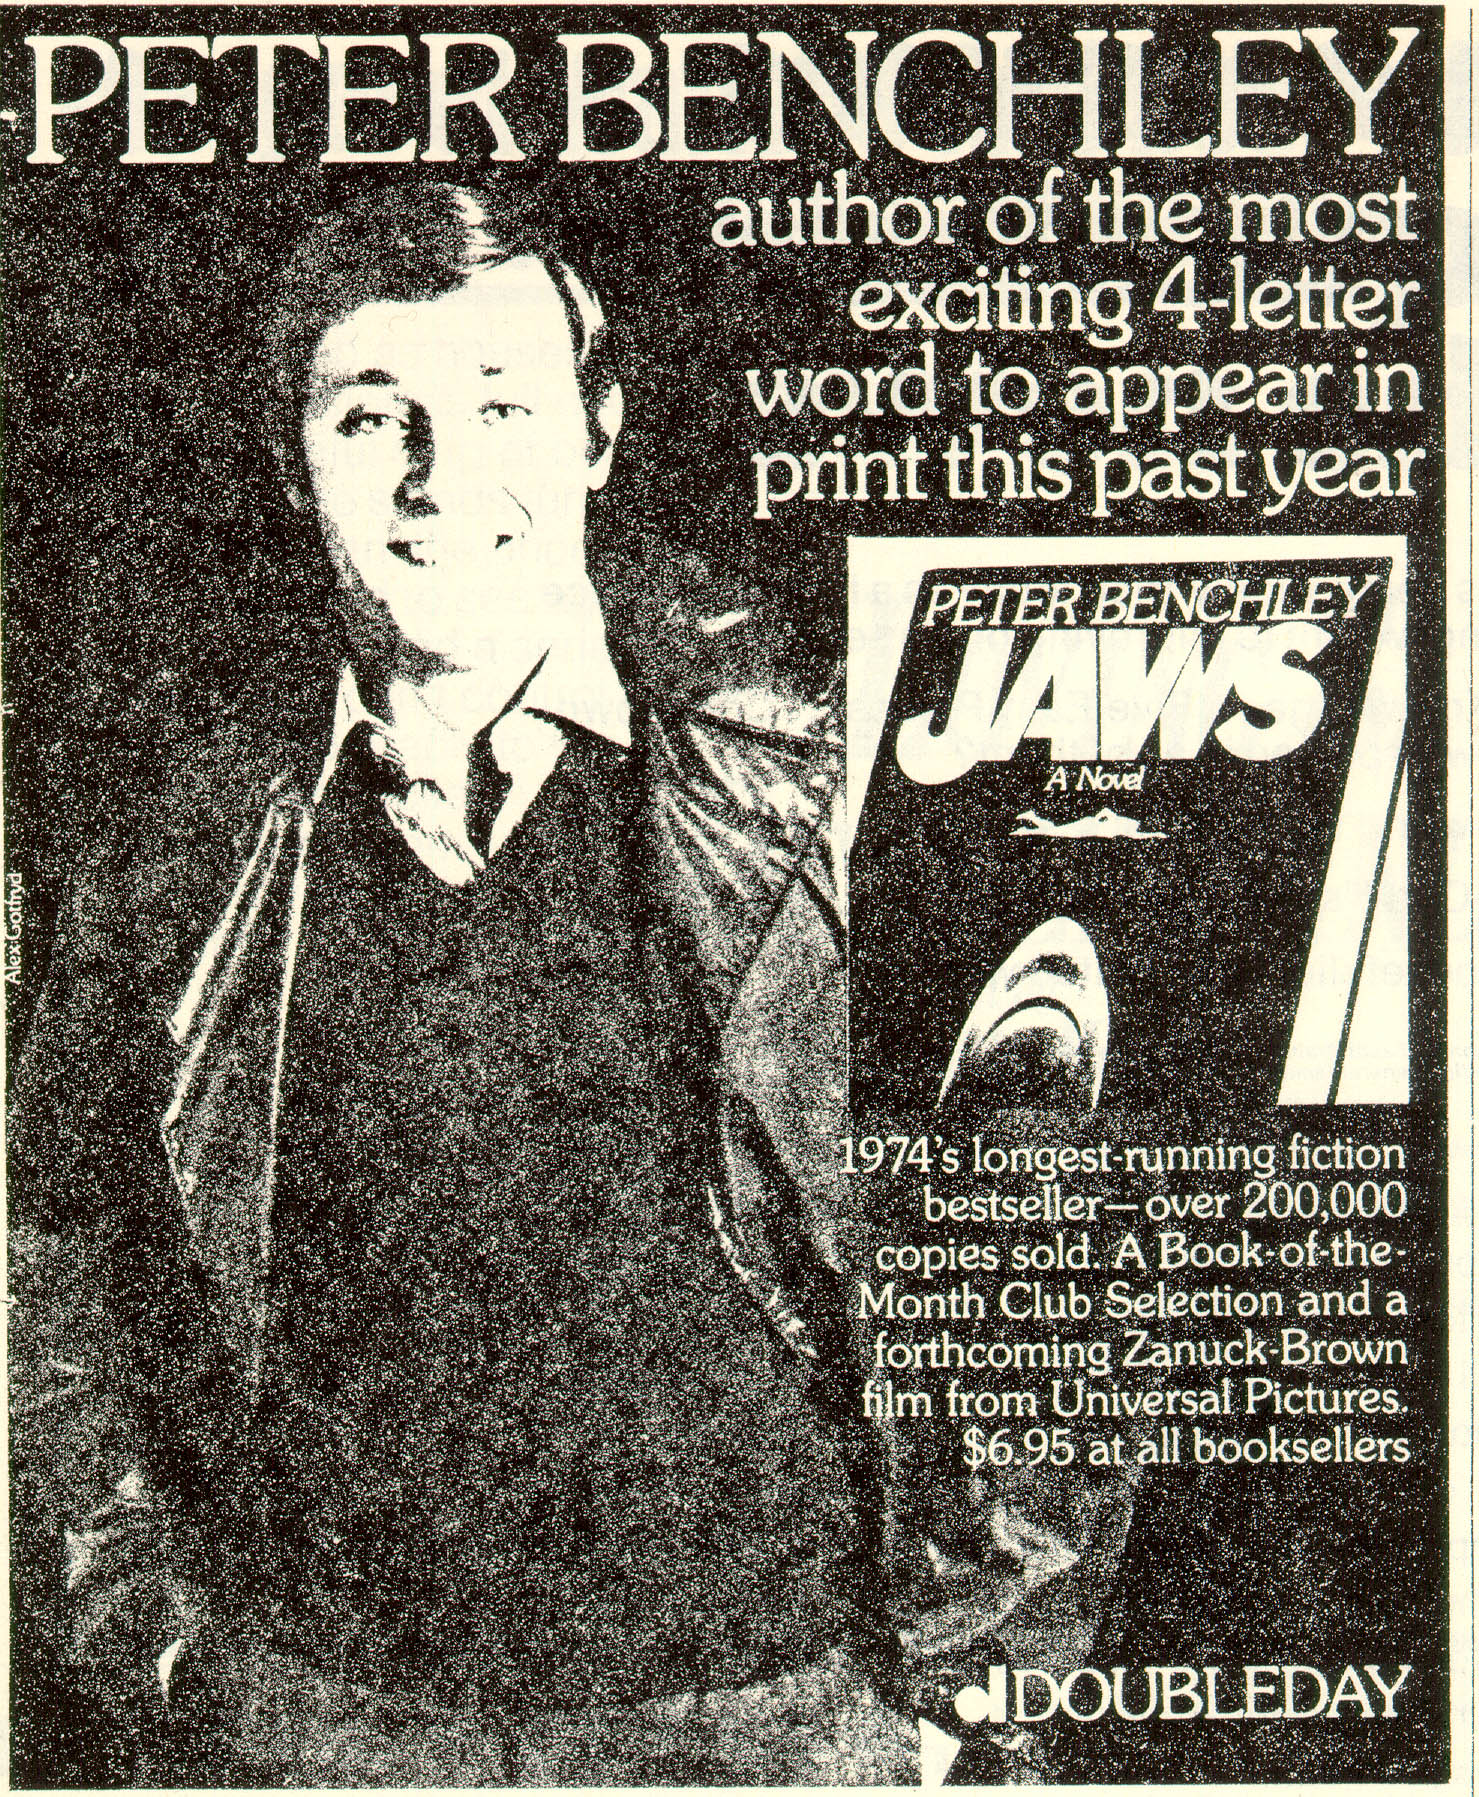 PETER BENCHLEY
author of the most
exciting 4-letter
word to appear in
print this past year
PETER BENCHLEY
JAWS
A Novel
Alex Gotfryd
1974's longest-running fiction
bestseller—over 200,000
copies sold. A Book-of-the-
Month Club Selection and a
forthcoming Zanuck-Brown
film from Universal Pictures.
$6.95 at all booksellers
d DOUBLEDAY